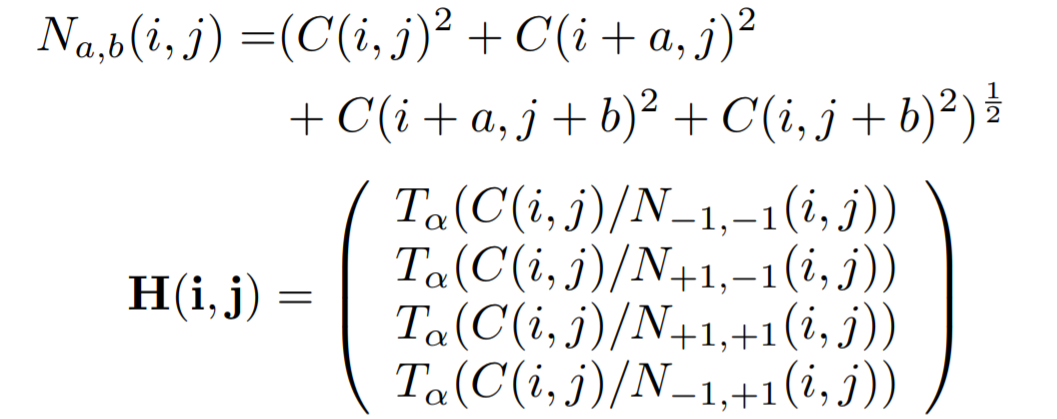 N_{a,b}(i, j) =(C(i, j)^2 + C(i + a, j)^2
+ C(i + a, j + b)^2 + C(i, j + b)^2)^{\frac{1}{2}}
T_α(C(i, j)/N_{−1,−1}(i, j))
T_α(C(i, j)/N_{+1,−1}(i, j))
H(i, j) =
T_α(C(i, j)/N_{+1,+1}(i, j))
T_α(C(i, j)/N_{−1,+1}(i, j))